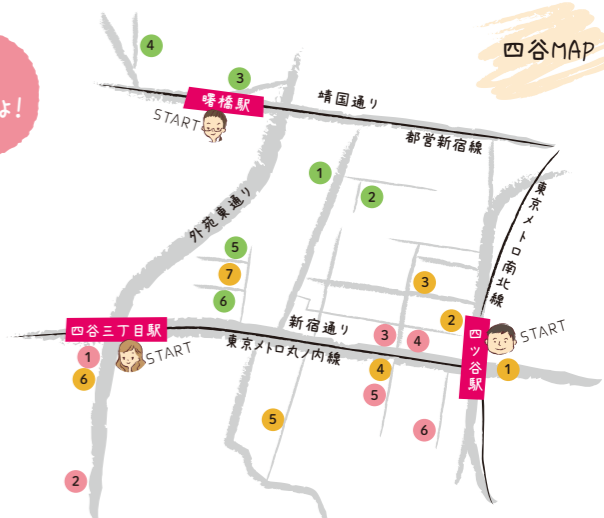 四谷MAP
よ!
4
3
曙橋駅
START
靖国通り
都営新宿線
1
2
東京メトロ南北線
外苑東通り
5
7
6
3
2
四谷三丁目駅
START
新宿通り
東京メトロ丸ノ内線
3
4
四ツ谷駅
START
1
1
6
4
5
5
6
2